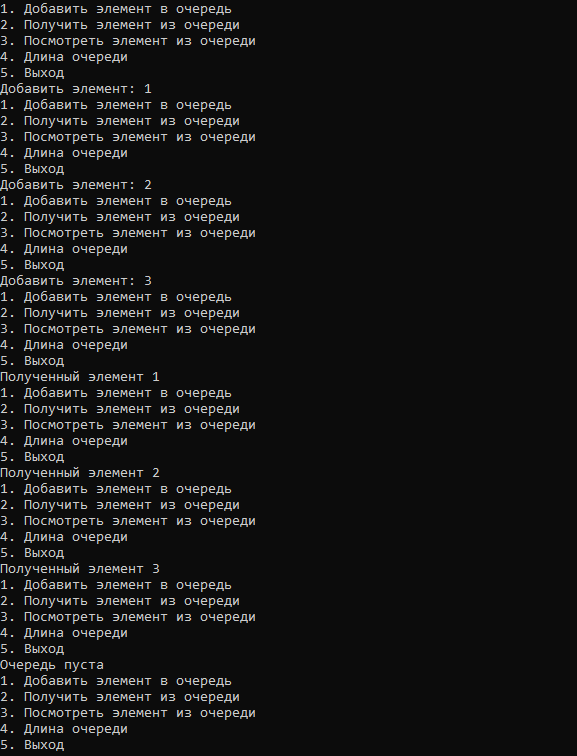 1. Добавить элемент в очередь
2. Получить элемент из очереди
3. Посмотреть элемент из очереди
4. Длина очереди
5. Выход
Добавить элемент: 1
1. Добавить элемент в очередь
2. Получить элемент из очереди
3. Посмотреть элемент из очереди
4. Длина очереди
5. Выход
Добавить элемент: 2
1. Добавить элемент в очередь
2. Получить элемент из очереди
3. Посмотреть элемент из очереди
4. Длина очереди
5. Выход
Добавить элемент: 3
1. Добавить элемент в очередь
2. Получить элемент из очереди
3. Посмотреть элемент из очереди
4. Длина очереди
5. Выход
Полученный элемент 1
1. Добавить элемент в очередь
2. Получить элемент из очереди
3. Посмотреть элемент из очереди
4. Длина очереди
5. Выход
Полученный элемент 2
1. Добавить элемент в очередь
2. Получить элемент из очереди
3. Посмотреть элемент из очереди
4. Длина очереди
5. Выход
Полученный элемент 3
1. Добавить элемент в очередь
2. Получить элемент из очереди
3. Посмотреть элемент из очереди
4. Длина очереди
5. Выход
Очередь пуста
1. Добавить элемент в очередь
2. Получить элемент из очереди
3. Посмотреть элемент из очереди
4. Длина очереди
5. Выход